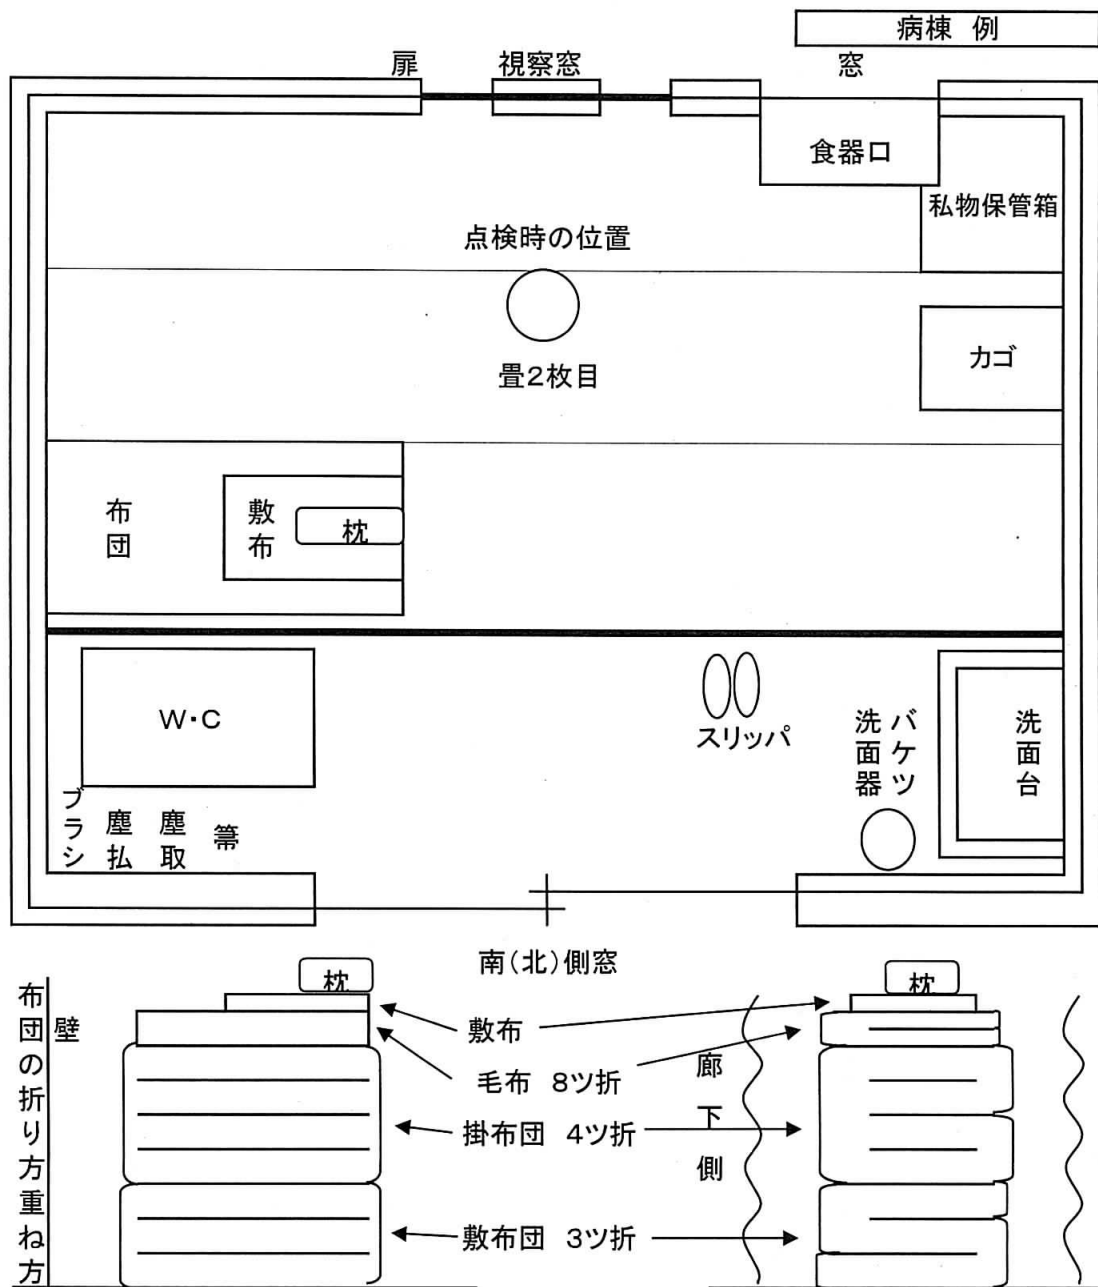 病棟 例
扉
視察窓
窓
食器口
私物保管箱
点検時の位置
畳2枚目
カゴ
布団
敷布
枕
W・C
スリッパ
洗面器
バケツ
洗面台
ブラシ
塵払
塵取
箒
南(北)側窓
布団の折り方重ね方
壁
枕
枕
敷布
毛布 8ツ折
掛布団 4ツ折
敷布団 3ツ折
廊下側